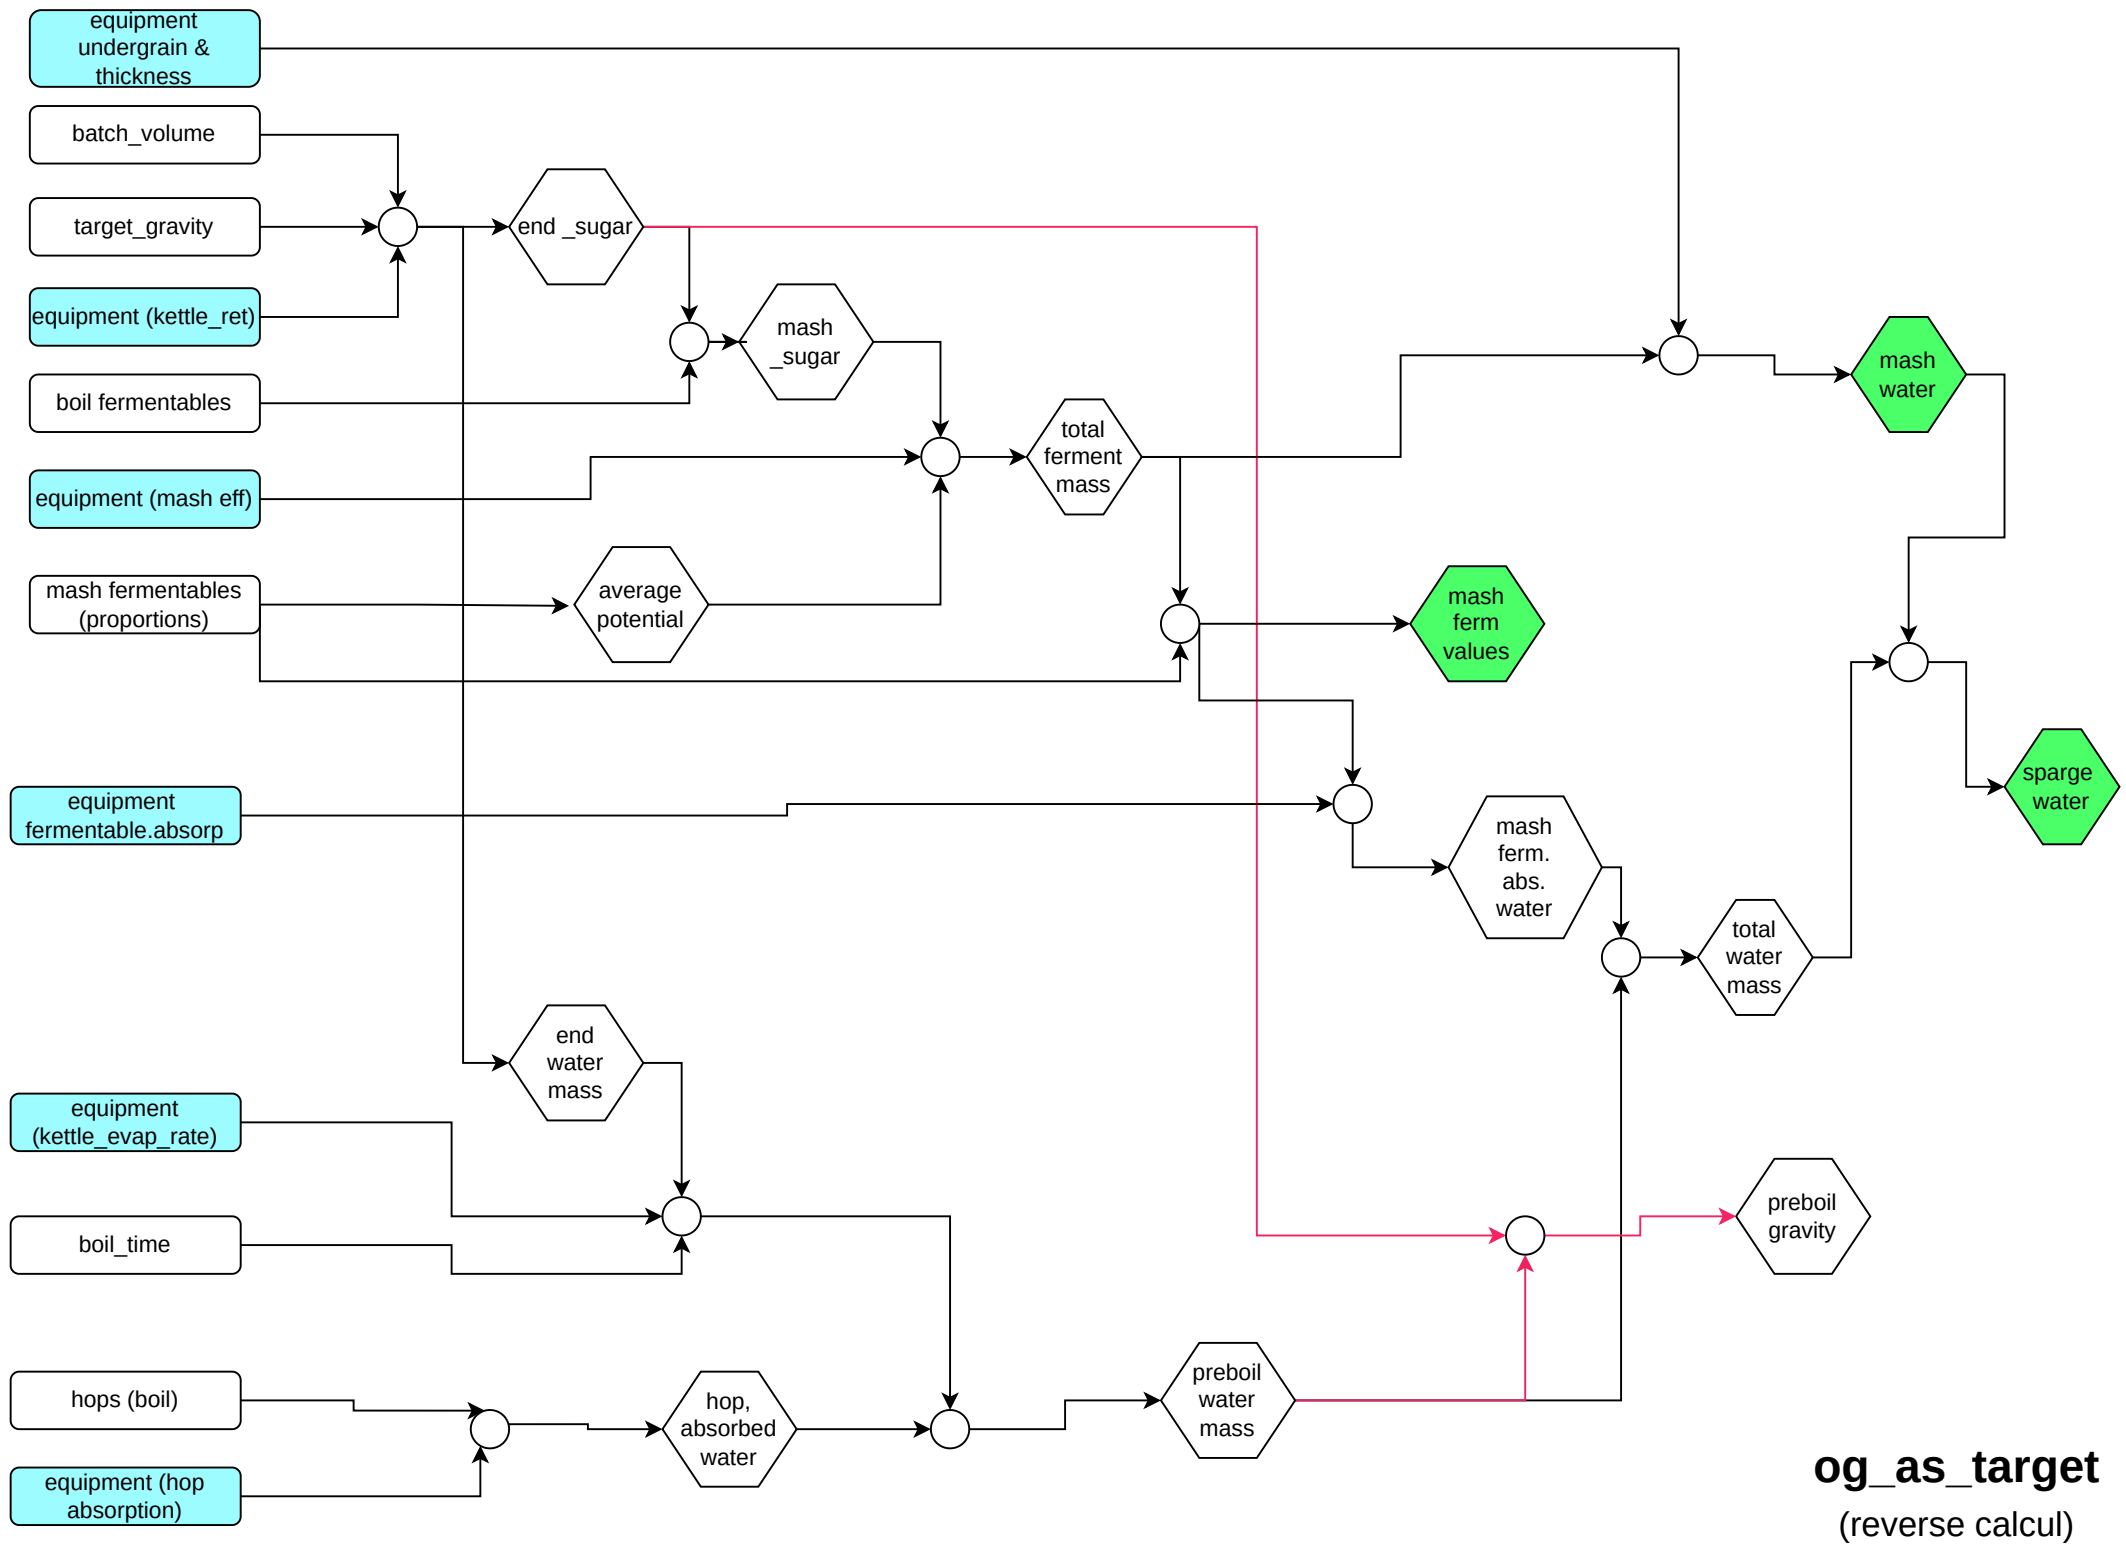 equipment
undergrain &
thickness
batch_volume
target_gravity
equipment (kettle_ret)
boil fermentables
equipment (mash eff)
mash fermentables
(proportions)
equipment
fermentable.absorp
equipment
(kettle_evap_rate)
boil_time
hops (boil)
equipment (hop
absorption)
end _sugar
mash
_sugar
average
potential
total
ferment
mass
mash
water
mash
ferm
values
sparge
water
mash
ferm.
abs.
water
total
water
mass
end
water
mass
preboil
gravity
hop,
absorbed
water
preboil
water
mass
og_as_target
(reverse calcul)